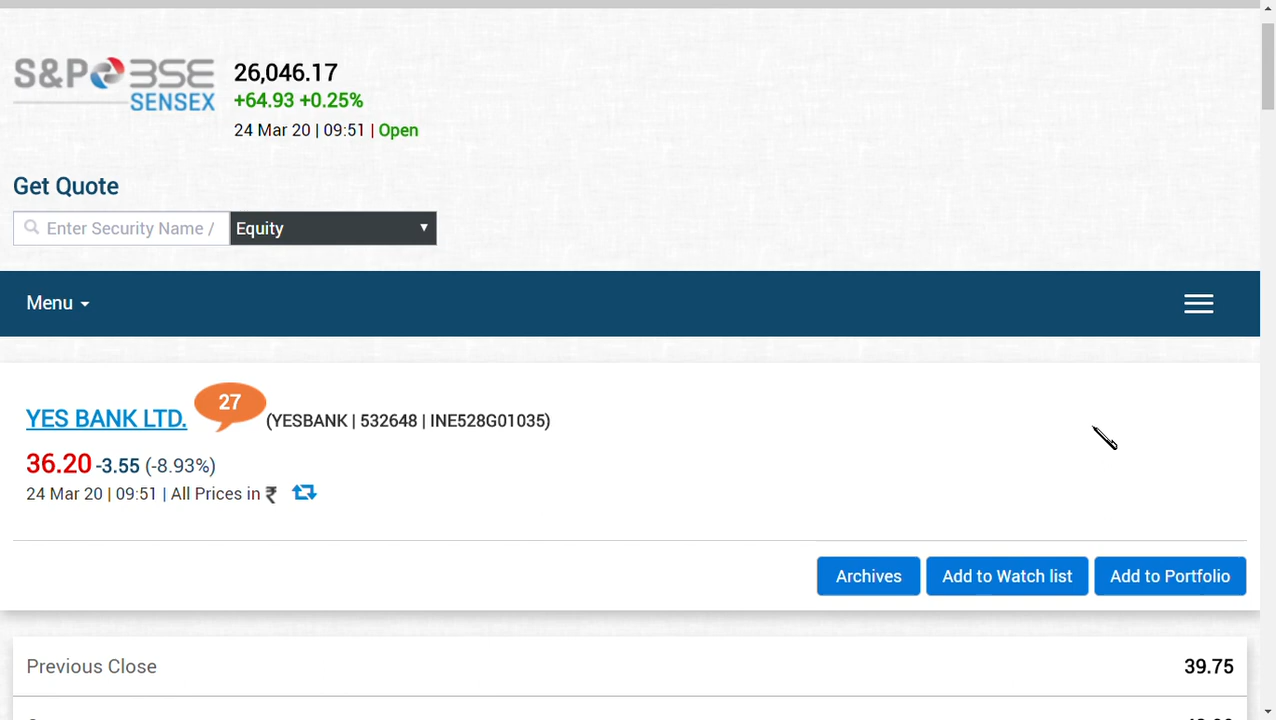 S&P BSE
SENSEX
26,046.17
+64.93 +0.25%
24 Mar 20 | 09:51 | Open
Get Quote
Enter Security Name /
Equity
Menu
YES BANK LTD.
27
(YESBANK | 532648 | INE528G01035)
36.20 -3.55 (-8.93%)
24 Mar 20 | 09:51 | All Prices in ₹
Archives
Add to Watch list
Add to Portfolio
Previous Close
39.75